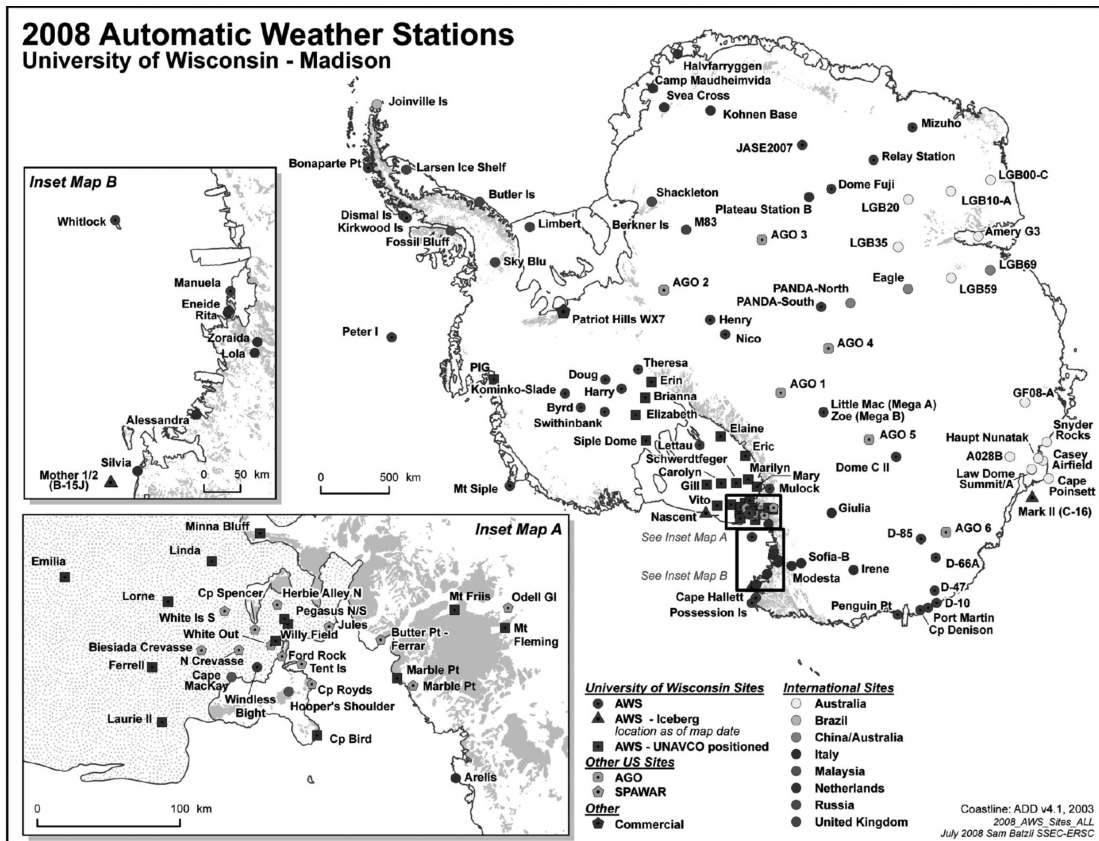 2008 Automatic Weather Stations
University of Wisconsin - Madison
Halvfarryggen
Camp Maudheimvida
Svea Cross
Kohnen Base
Joinville Is
Mizuho
JASE2007
Relay Station
Bonaparte Pt
Larsen Ice Shelf
Butler Is
Shackleton
Dome Fuji
LGB00-C
LGB10-A
LGB20
Plateau Station B
Dismal Is
Kirkwood Is
Limbert
Berkner Is
M83
Fossil Bluff
AGO 3
LGB35
Amery G3
Sky Blu
Eagle
LGB69
LGB59
AGO 2
PANDA-North
PANDA-South
Patriot Hills WX7
Henry
Nico
Peter I
AGO 4
Theresa
PIG
Doug
Erin
Kominko-Slade
Harry
Brianna
AGO 1
GF08-A
Byrd
Swithinbank
Elizabeth
Little Mac (Mega A)
Zoe (Mega B)
Snyder
Rocks
Siple Dome
Elaine
AGO 5
Haupt Nunatak
Lettau
Eric
A028B
Casey
Airfield
Schwerdtfeger
Dome C II
Law Dome
Summit/A
Carolyn
Marilyn
Mary
Cape
Poinsett
Gill
Mulock
Mt Siple
Vito
Mark II (C-16)
Nascent
Giulia
AGO 6
See Inset Map A
D-85
Sofia-B
D-66A
See Inset Map B
Modesta
Irene
D-47
Cape Hallett
Possession Is
Penguin Pt
D-10
Port Martin
Cp Denison
0
500
km
Inset Map B
Whitlock
Manuela
Eneide
Rita
Zoraida
Lola
Alessandra
Silvia
Mother 1/2
(B-15J)
0
50
km
Inset Map A
Minna Bluff
Linda
Emilia
Cp Spencer
Herbie Alley N
Mt Friis
Odell Gl
Lorne
White Is S
Pegasus N/S
Jules
Mt
Fleming
White Out
Willy Field
Butter Pt -
Ferrar
Biesiada Crevasse
N Crevasse
Ford Rock
Ferrell
Tent Is
Marble Pt
Marble Pt
Cape
MacKay
Cp Royds
Windless
Bight
Hooper's Shoulder
Laurie II
Cp Bird
Arelis
0
100
km
University of Wisconsin Sites
AWS
AWS - Iceberg
location as of map date
AWS - UNAVCO positioned
Other US Sites
AGO
SPAWAR
Other
Commercial
International Sites
Australia
Brazil
China/Australia
Italy
Malaysia
Netherlands
Russia
United Kingdom
Coastline: ADD v4.1, 2003
2008_AWS_Sites_ALL
July 2008 Sam Batzli SSEC-ERSC